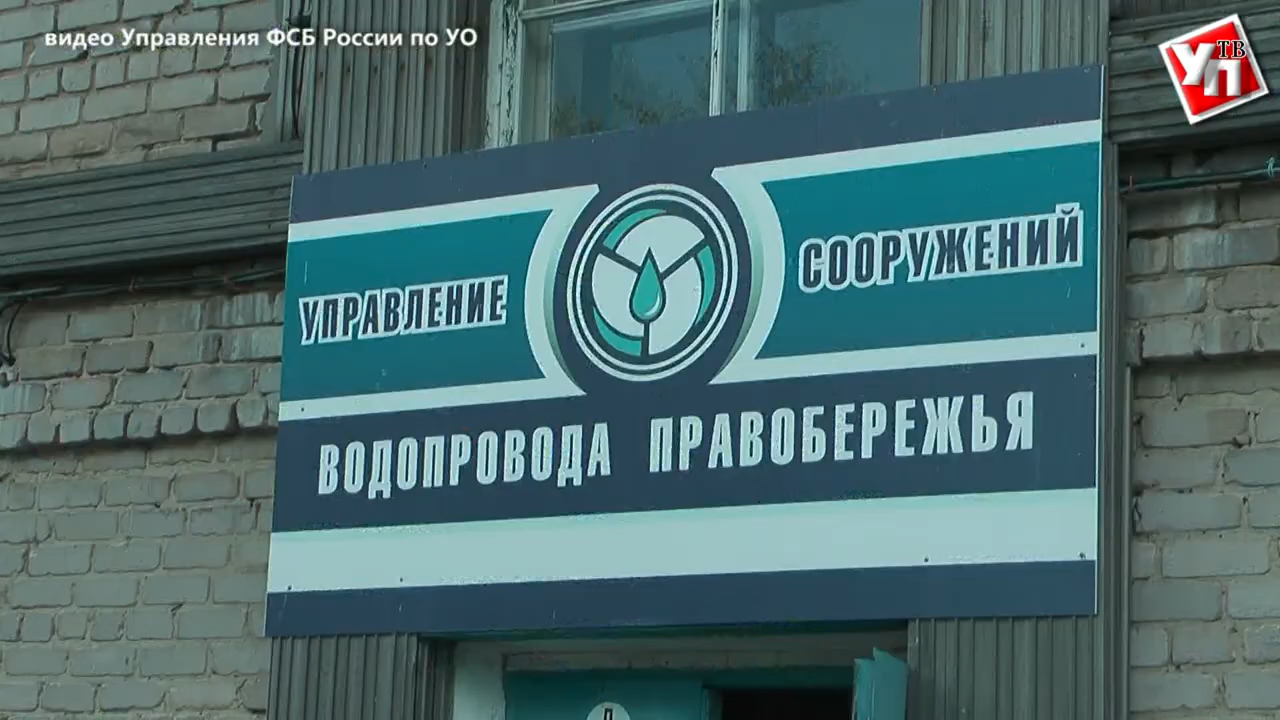 видео Управления ФСБ России по УО
УП ТВ
УПРАВЛЕНИЕ СООРУЖЕНИЙ
ВОДОПРОВОДА ПРАВОБЕРЕЖЬЯ